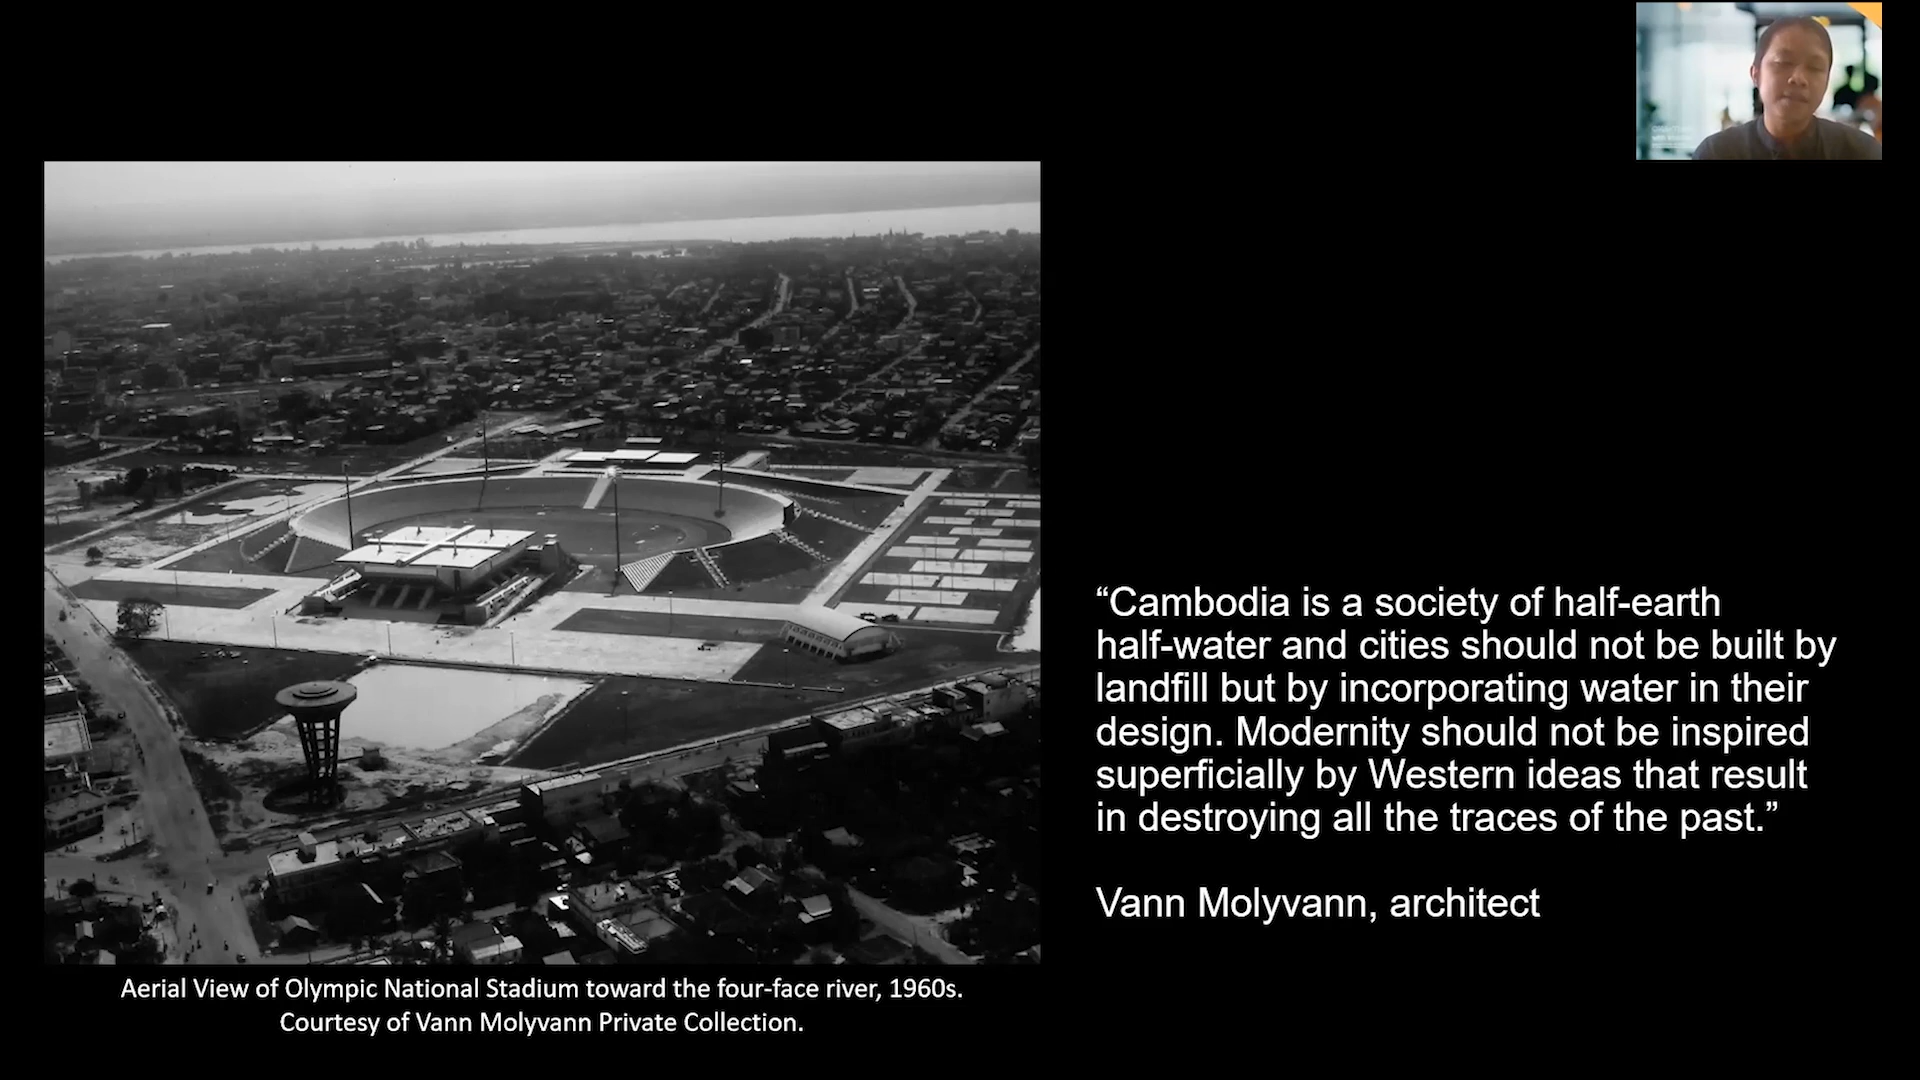 “Cambodia is a society of half-earth
half-water and cities should not be built by
landfill but by incorporating water in their
design. Modernity should not be inspired
superficially by Western ideas that result
in destroying all the traces of the past.”
Vann Molyvann, architect
Aerial View of Olympic National Stadium toward the four-face river, 1960s.
Courtesy of Vann Molyvann Private Collection.